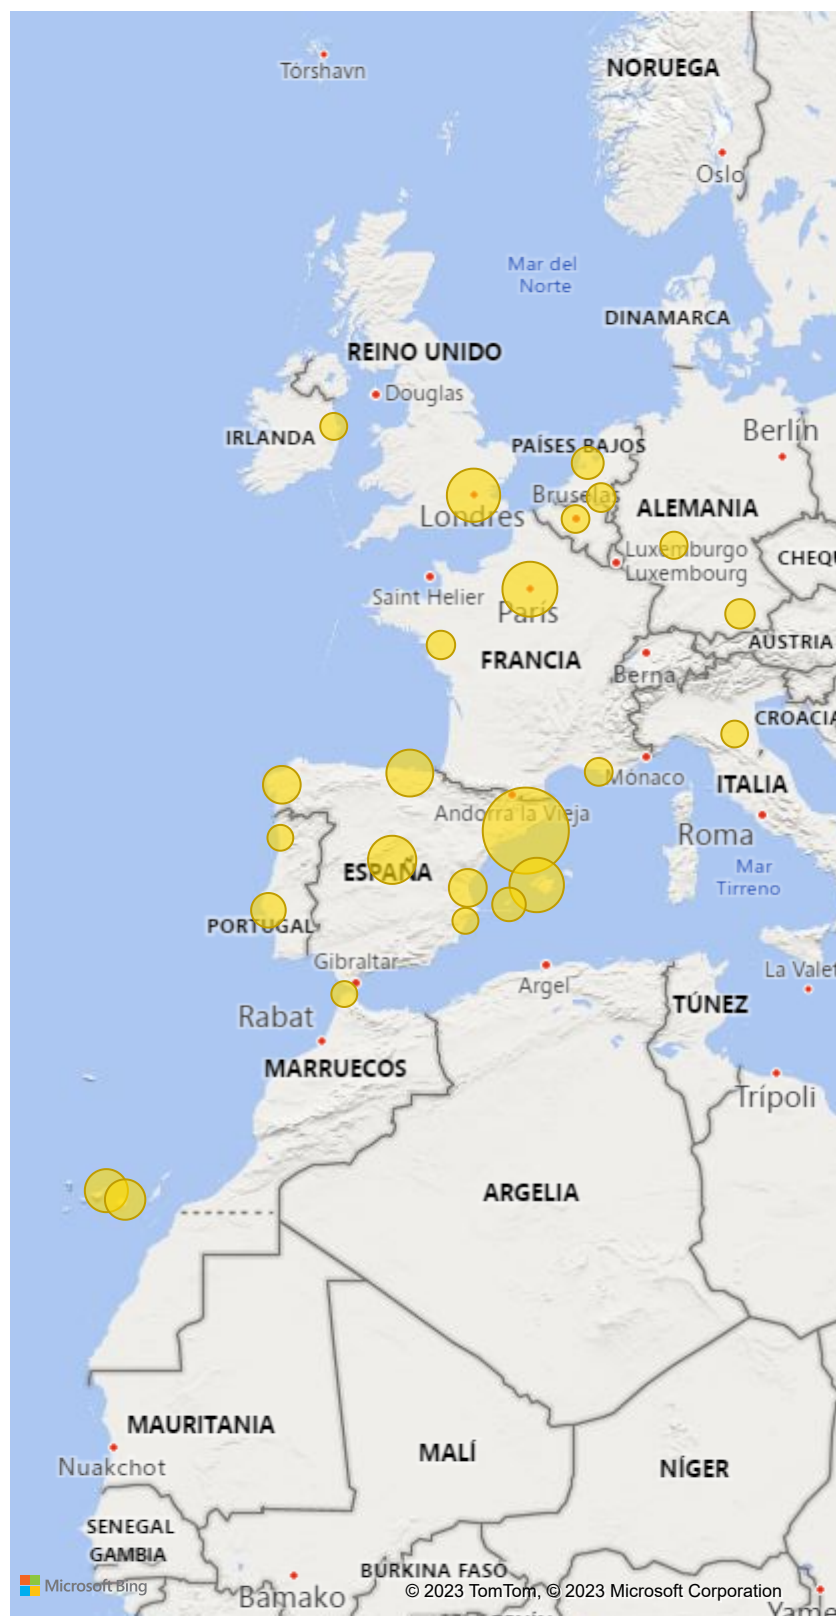 NORUEGA
Tórshavn
Oslo
Mar del
Norte
DINAMARCA
REINO UNIDO
Douglas
Berlín
IRLANDA
PAÍSES BAJOS
Bruselas
ALEMANIA
Londres
Luxemburgo
Luxembourg
CHEQU
Saint Helier
París
AUSTRIA
FRANCIA
Berna
CROACIA
Mónaco
ITALIA
Andorra la Vieja
Roma
ESPAÑA
Mar
Tirreno
PORTUGAL
Gibraltar
La Valet
Argel
TÚNEZ
Rabat
MARRUECOS
Trípoli
ARGELIA
MAURITANIA
MALÍ
NÍGER
Nuakchot
SENEGAL
GAMBIA
BURKINA FASO
Microsoft Bing
© 2023 TomTom, © 2023 Microsoft Corporation
Bamako
Yame